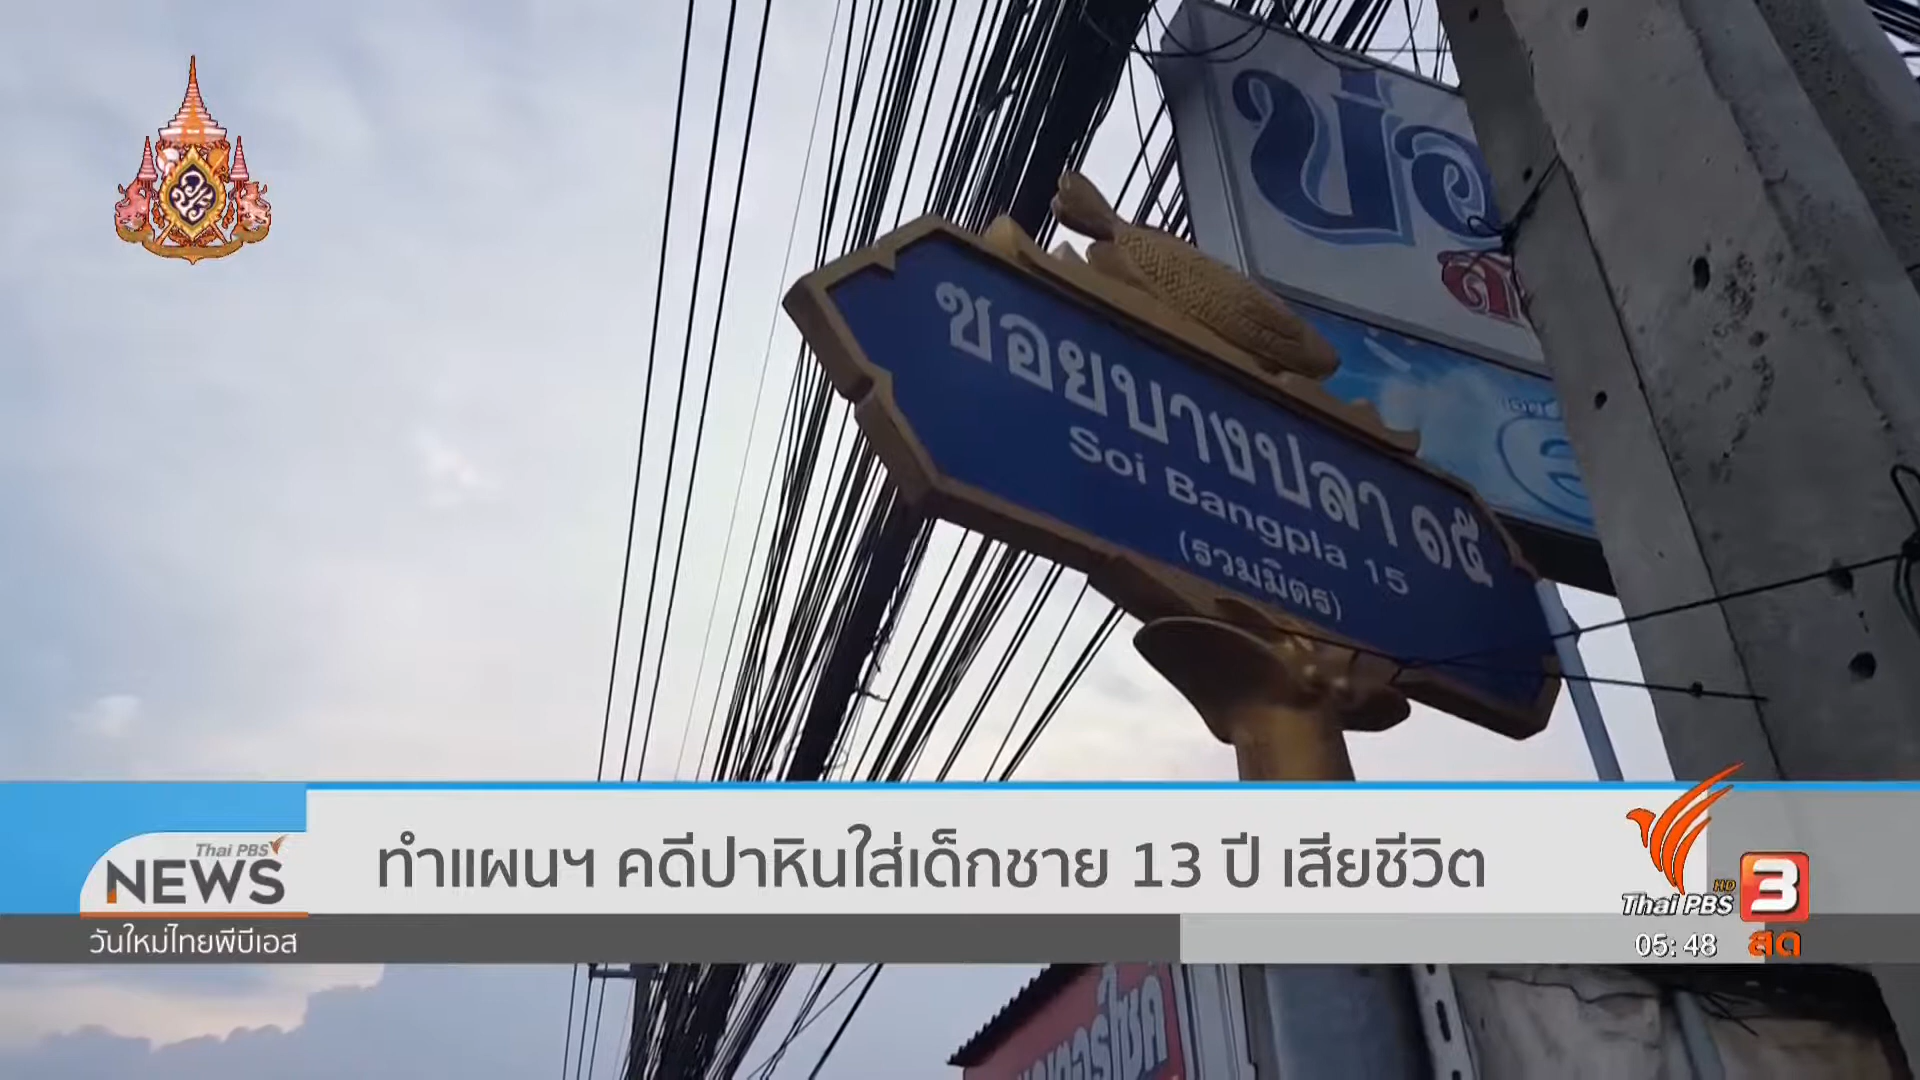 บ่อ
ซอยบางปลา ๑๕
Soi Bangpla 15
(รวมมิตร)
Thai PBS
NEWS
ทำแผนฯ คดีปาหินใส่เด็กชาย 13 ปี เสียชีวิต
HD
Thai PBS 3
วันใหม่ไทยพีบีเอส
05:48 สด